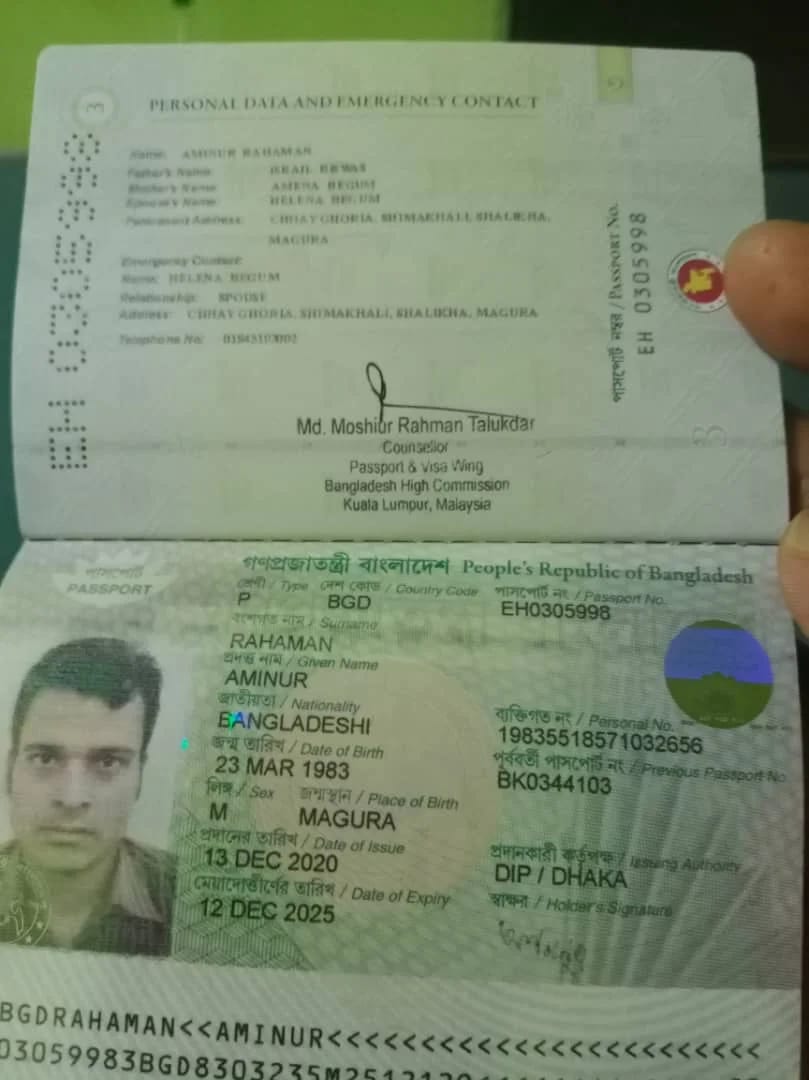 3
PERSONAL DATA AND EMERGENCY CONTACT
Name: AMINUR RAHAMAN
Father's Name:
Mother's Name: AMENA BEGUM
Spouse's Name: HELENA BEGUM
Permanent Address: CHHAY GHORIA, SHIMAKHALI, SHALIKHA,
MAGURA
Emergency Contact:
Name: HELENA BEGUM
Relationship: SPOUSE
Address: CHHAY GHORIA, SHIMAKHALI, SHALIKHA, MAGURA
Telephone No:
Md. Moshiur Rahman Talukdar
Counsellor
Passport & Visa Wing
Bangladesh High Commission
Kuala Lumpur, Malaysia
পাসপোর্ট নম্বর / PASSPORT NO.
EH 0305998
3
গণপ্রজাতন্ত্রী বাংলাদেশ People's Republic of Bangladesh
পাসপোর্ট
PASSPORT
শ্রেণী / Type দেশ কোড / Country Code পাসপোর্ট নং / Passport No.
P BGD EH0305998
বংশগত নাম / Surname
RAHAMAN
প্রদত্ত নাম / Given Name
AMINUR
জাতীয়তা / Nationality ব্যক্তিগত নং / Personal No.
BANGLADESHI 19835518571032656
জন্ম তারিখ / Date of Birth পূর্ববর্তী পাসপোর্ট নং / Previous Passport No.
23 MAR 1983 BK0344103
লিঙ্গ / Sex জন্মস্থান / Place of Birth
M MAGURA
প্রদানের তারিখ / Date of Issue প্রদানকারী কর্তৃপক্ষ / Issuing Authority
13 DEC 2020 DIP / DHAKA
মেয়াদোত্তীর্ণের তারিখ / Date of Expiry স্বাক্ষর / Holder's Signature
12 DEC 2025
BGDRAHAMAN<<AMINUR<<<<<<<<<<<<<<<<<<<<<<
03059983BGD8303235M2512120